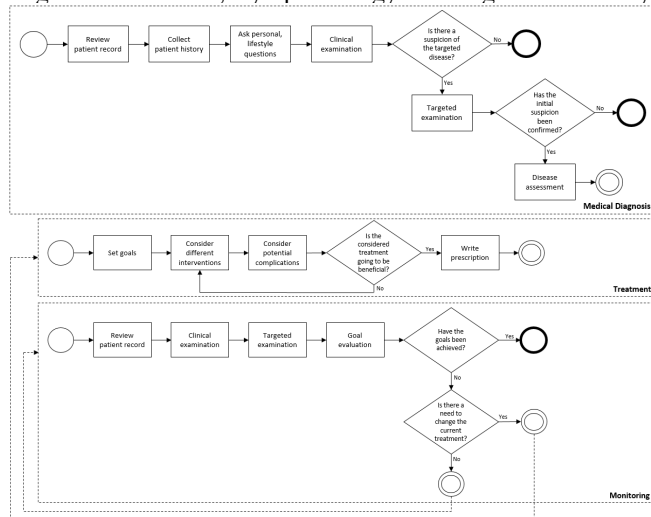 Review
patient record
Collect
patient history
Ask personal,
lifestyle
questions
Clinical
examination
Is there a
suspicion of
the targeted
disease?
No
Yes
Targeted
examination
Has the
initial
suspicion
been
confirmed?
No
Yes
Disease
assessment
Medical Diagnosis
Set goals
Consider
different
interventions
Consider
potential
complications
Is the
considered
treatment
going to be
beneficial?
Yes
No
Write
prescription
Treatment
Review
patient record
Clinical
examination
Targeted
examination
Goal
evaluation
Have the
goals been
achieved?
Yes
No
Is there a
need to
change the
current
treatment?
Yes
No
Monitoring